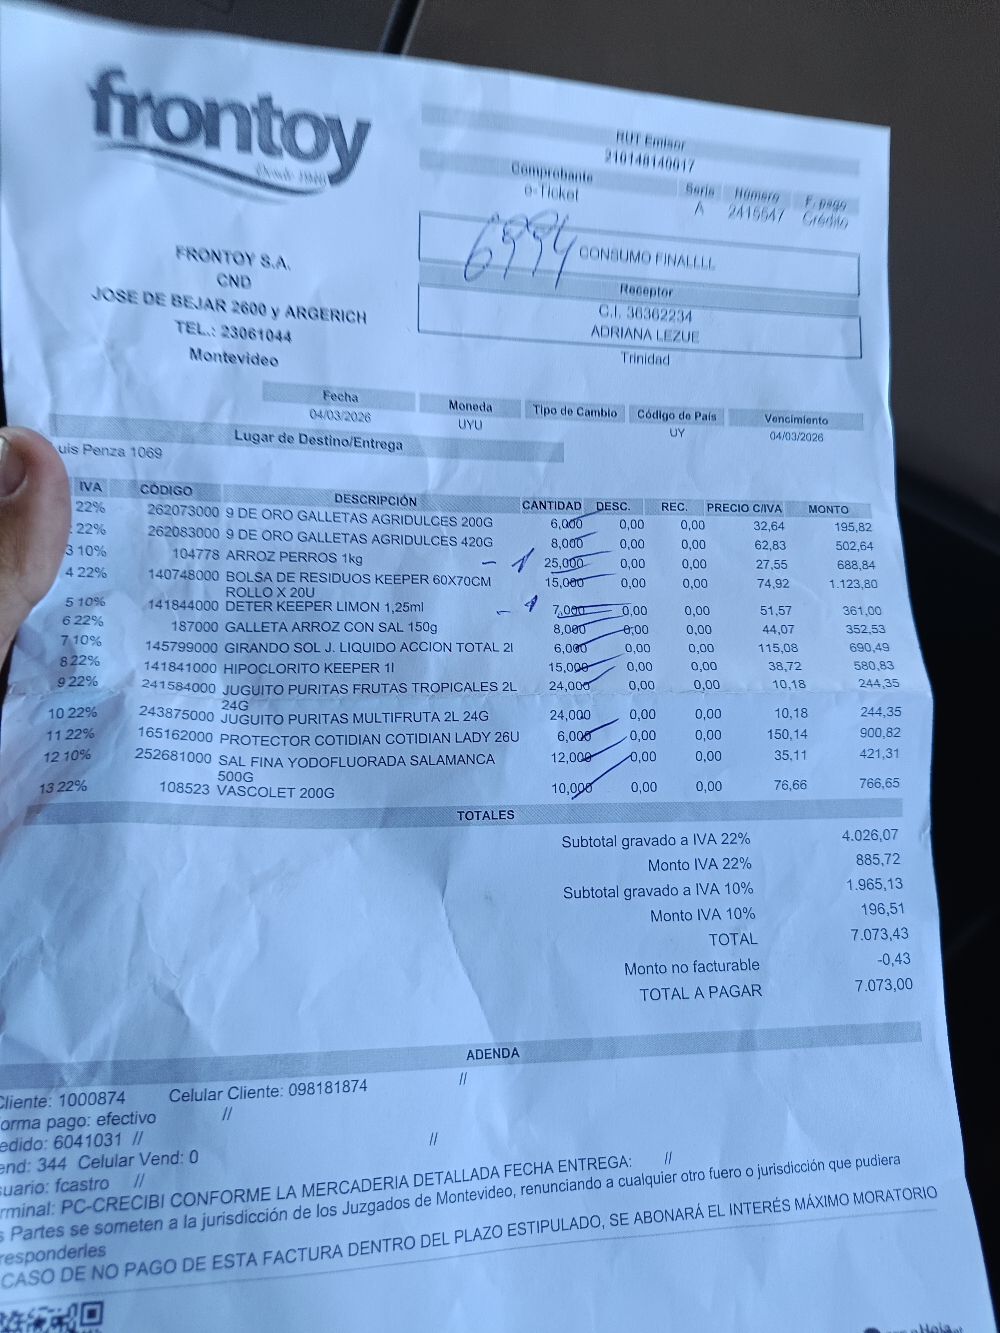 frontoy
Desde 1940
RUT Emisor
210148140017
Comprobante Serie Número F. pago
e-Ticket A 2415547 Crédito
6994 CONSUMO FINALLLL
Receptor
C.I. 36362234
ADRIANA LEZUE
Trinidad
FRONTOY S.A.
CND
JOSE DE BEJAR 2600 y ARGERICH
TEL.: 23061044
Montevideo
Fecha Moneda Tipo de Cambio Código de País Vencimiento
04/03/2026 UYU UY 04/03/2026
Lugar de Destino/Entrega
uis Penza 1069
IVA CÓDIGO DESCRIPCIÓN CANTIDAD DESC. REC. PRECIO C/IVA MONTO
22% 262073000 9 DE ORO GALLETAS AGRIDULCES 200G 6,000 0,00 0,00 32,64 195,82
22% 262083000 9 DE ORO GALLETAS AGRIDULCES 420G 8,000 0,00 0,00 62,83 502,64
3 10% 104778 ARROZ PERROS 1kg 25,000 0,00 0,00 27,55 688,84
4 22% 140748000 BOLSA DE RESIDUOS KEEPER 60X70CM 15,000 0,00 0,00 74,92 1.123,80
ROLLO X 20U
5 10% 141844000 DETER KEEPER LIMON 1,25ml 7,000 0,00 0,00 51,57 361,00
6 22% 187000 GALLETA ARROZ CON SAL 150g 8,000 0,00 0,00 44,07 352,53
7 10% 145799000 GIRANDO SOL J. LIQUIDO ACCION TOTAL 2l 6,000 0,00 0,00 115,08 690,49
8 22% 141841000 HIPOCLORITO KEEPER 1l 15,000 0,00 0,00 38,72 580,83
9 22% 241584000 JUGUITO PURITAS FRUTAS TROPICALES 2L 24,000 0,00 0,00 10,18 244,35
24G
10 22% 243875000 JUGUITO PURITAS MULTIFRUTA 2L 24G 24,000 0,00 0,00 10,18 244,35
11 22% 165162000 PROTECTOR COTIDIAN COTIDIAN LADY 26U 6,000 0,00 0,00 150,14 900,82
12 10% 252681000 SAL FINA YODOFLUORADA SALAMANCA 12,000 0,00 0,00 35,11 421,31
500G
13 22% 108523 VASCOLET 200G 10,000 0,00 0,00 76,66 766,65
TOTALES
Subtotal gravado a IVA 22% 4.026,07
Monto IVA 22% 885,72
Subtotal gravado a IVA 10% 1.965,13
Monto IVA 10% 196,51
TOTAL 7.073,43
Monto no facturable -0,43
TOTAL A PAGAR 7.073,00
ADENDA
Cliente: 1000874 Celular Cliente: 098181874 //
orma pago: efectivo //
edido: 6041031 // //
end: 344 Celular Vend: 0
suario: fcastro //
rminal: PC-CRECIBI CONFORME LA MERCADERIA DETALLADA FECHA ENTREGA: //
s Partes se someten a la jurisdicción de los Juzgados de Montevideo, renunciando a cualquier otro fuero o jurisdicción que pudiera
responderles
CASO DE NO PAGO DE ESTA FACTURA DENTRO DEL PLAZO ESTIPULADO, SE ABONARÁ EL INTERÉS MÁXIMO MORATORIO